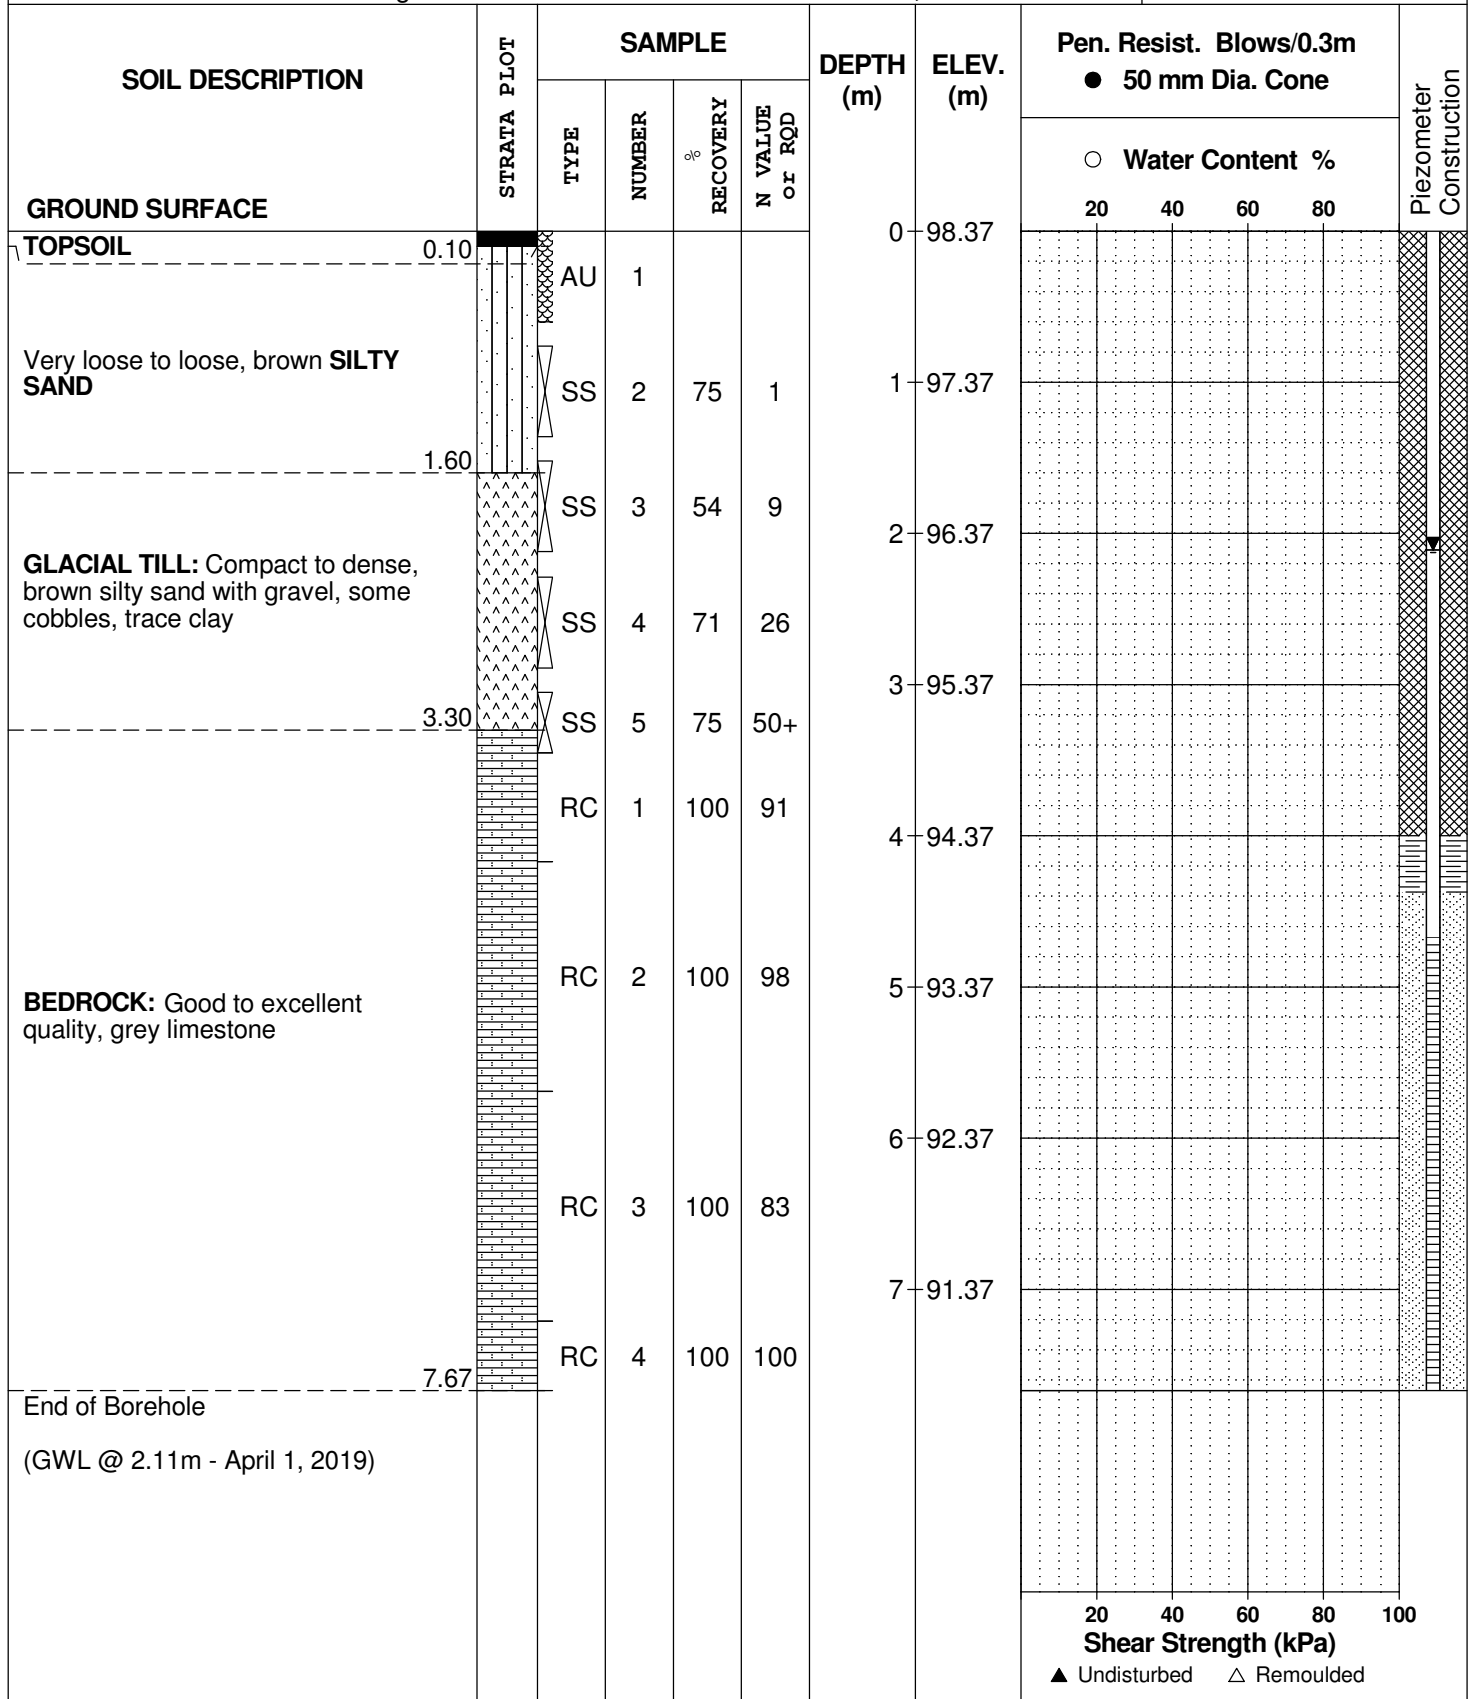 SOIL DESCRIPTION
GROUND SURFACE
STRATA PLOT
SAMPLE
TYPE
NUMBER
%
RECOVERY
N VALUE
or RQD
DEPTH
(m)
ELEV.
(m)
Pen. Resist. Blows/0.3m
● 50 mm Dia. Cone
○ Water Content %
20 40 60 80
Piezometer
Construction
TOPSOIL 0.10
0 98.37
AU 1
Very loose to loose, brown SILTY
SAND
SS 2 75 1
1 97.37
1.60
SS 3 54 9
2 96.37
GLACIAL TILL: Compact to dense,
brown silty sand with gravel, some
cobbles, trace clay
SS 4 71 26
3 95.37
3.30
SS 5 75 50+
RC 1 100 91
4 94.37
RC 2 100 98
5 93.37
BEDROCK: Good to excellent
quality, grey limestone
6 92.37
RC 3 100 83
7 91.37
RC 4 100 100
7.67
End of Borehole
(GWL @ 2.11m - April 1, 2019)
20 40 60 80 100
Shear Strength (kPa)
▲ Undisturbed △ Remoulded